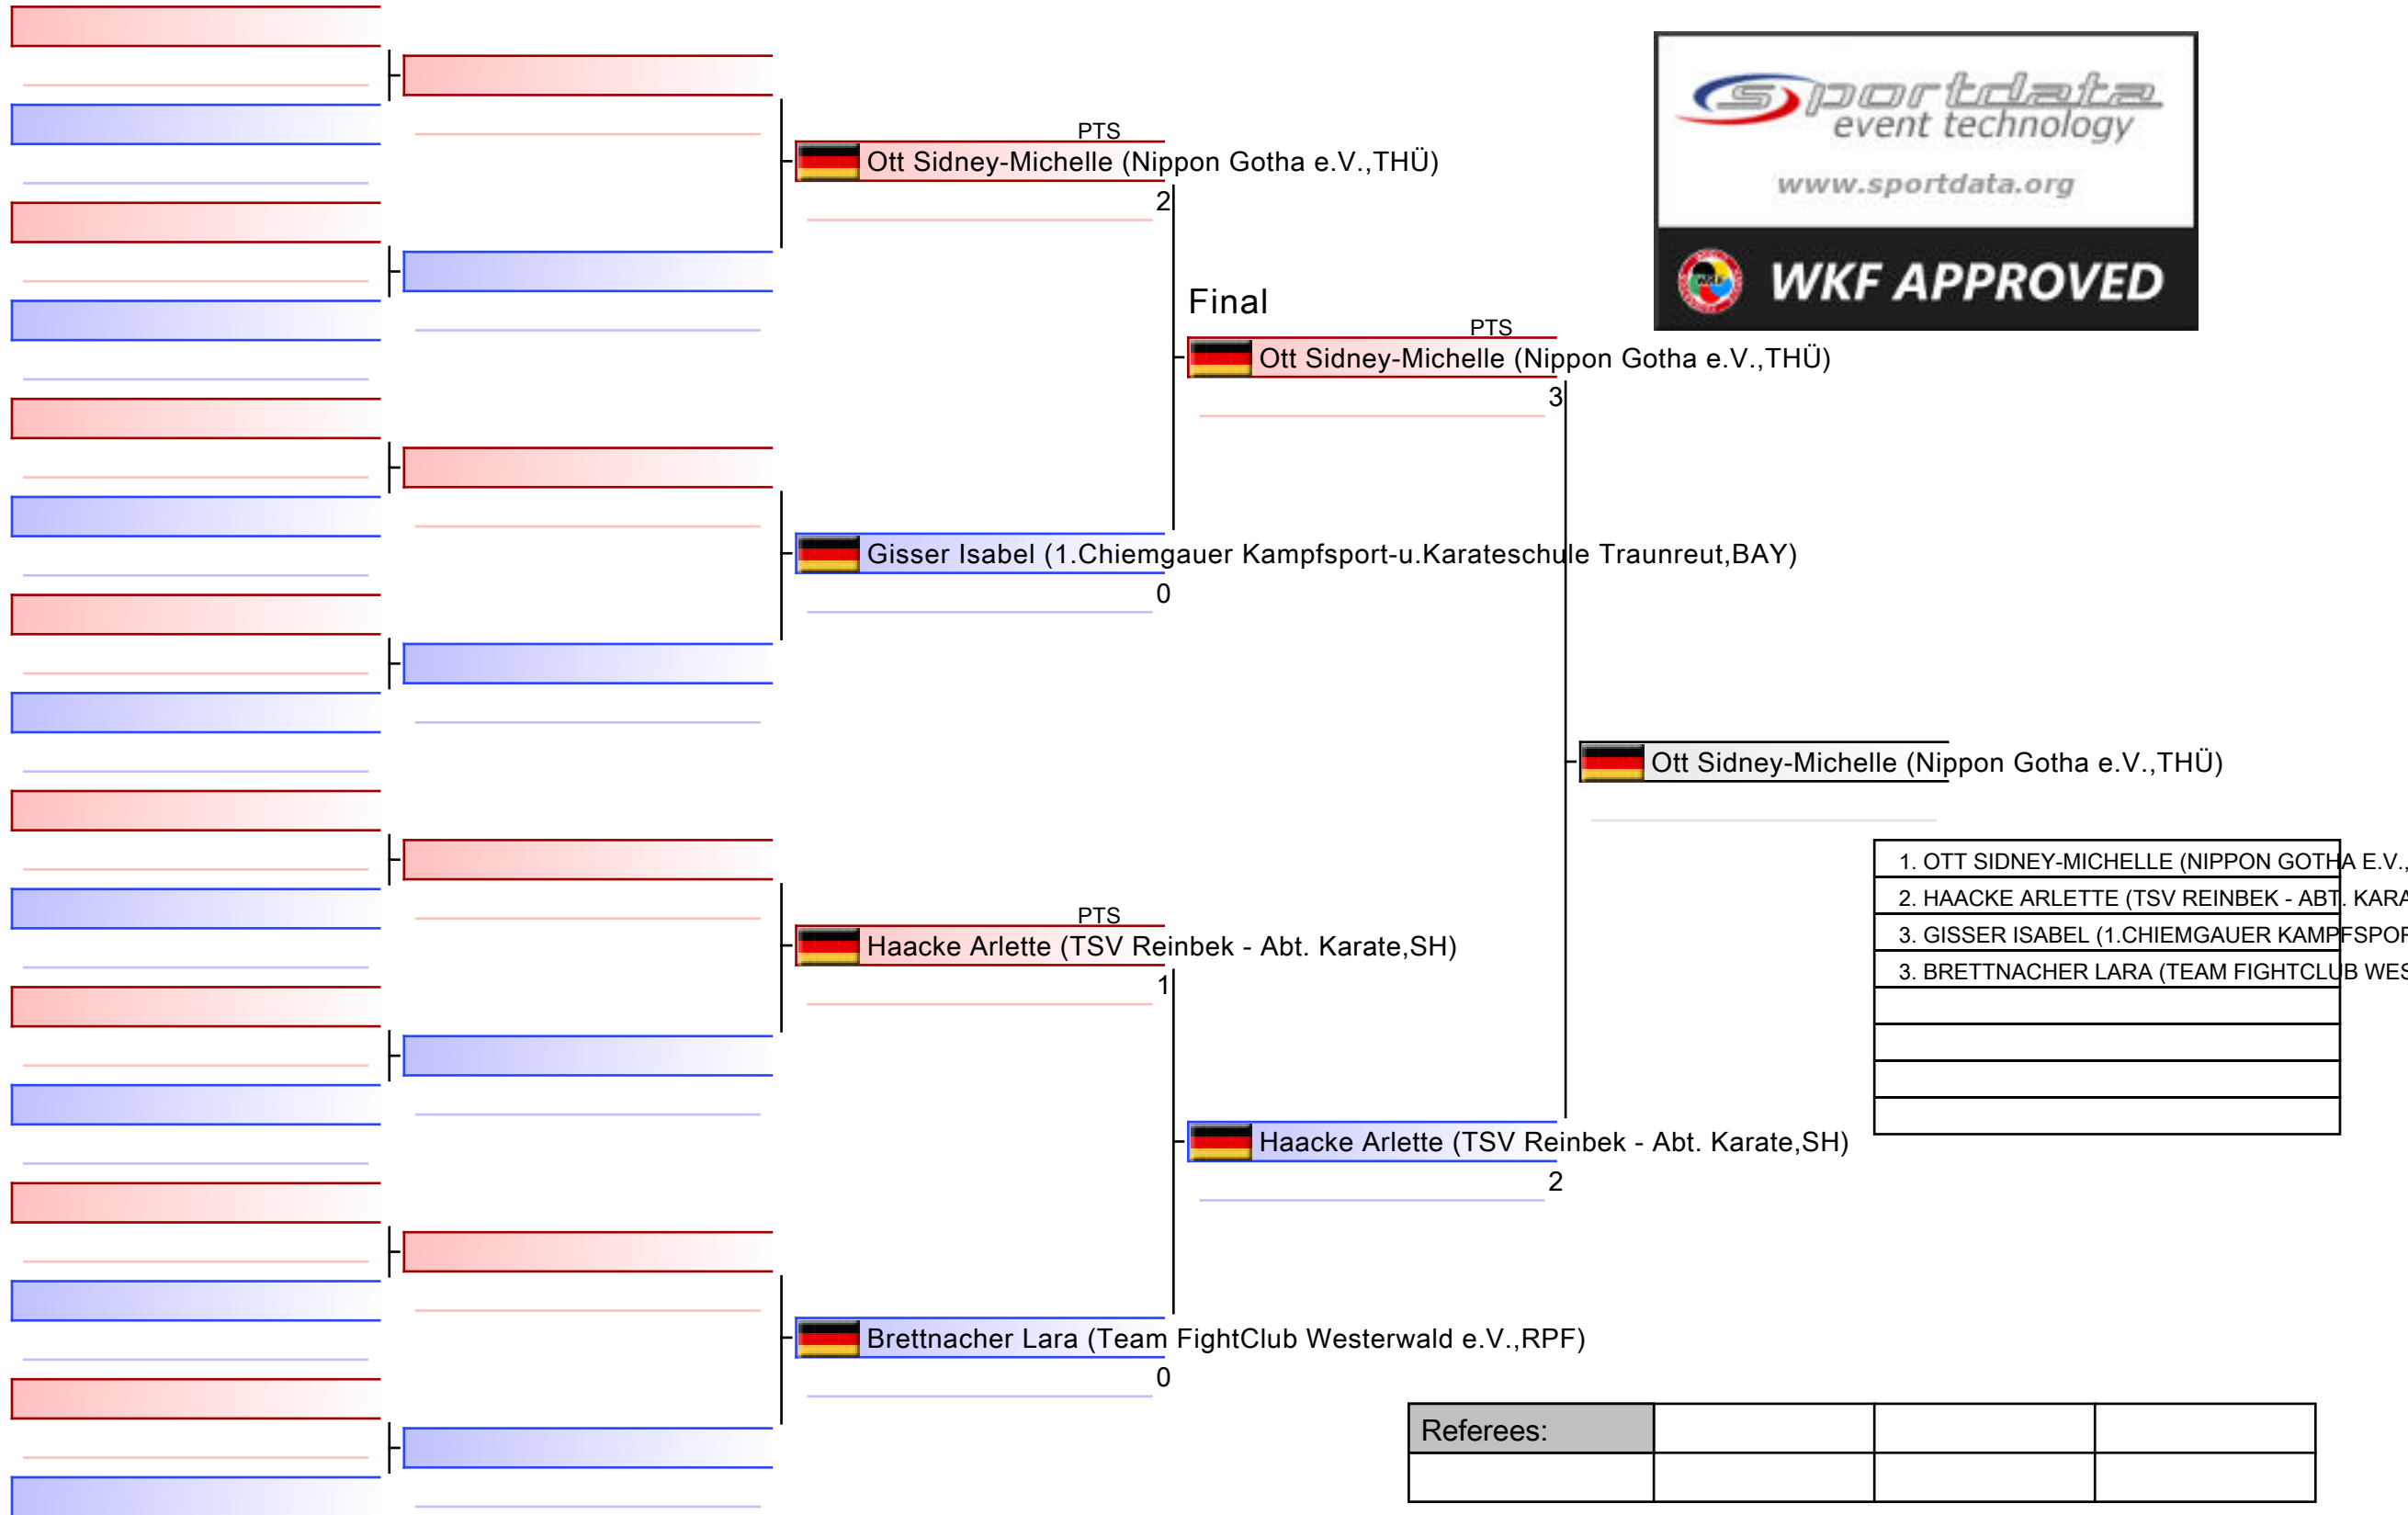 sportdata
event technology
www.sportdata.org
WKF APPROVED
PTS
Ott Sidney-Michelle (Nippon Gotha e.V.,THÜ)
2
Final
PTS
Ott Sidney-Michelle (Nippon Gotha e.V.,THÜ)
3
Gisser Isabel (1.Chiemgauer Kampfsport-u.Karateschule Traunreut,BAY)
0
Ott Sidney-Michelle (Nippon Gotha e.V.,THÜ)
1. OTT SIDNEY-MICHELLE (NIPPON GOTHA E.V.,
2. HAACKE ARLETTE (TSV REINBEK - ABT. KARA
3. GISSER ISABEL (1.CHIEMGAUER KAMPFSPOR
3. BRETTNACHER LARA (TEAM FIGHTCLUB WES
PTS
Haacke Arlette (TSV Reinbek - Abt. Karate,SH)
1
Haacke Arlette (TSV Reinbek - Abt. Karate,SH)
2
Brettnacher Lara (Team FightClub Westerwald e.V.,RPF)
0
Referees: